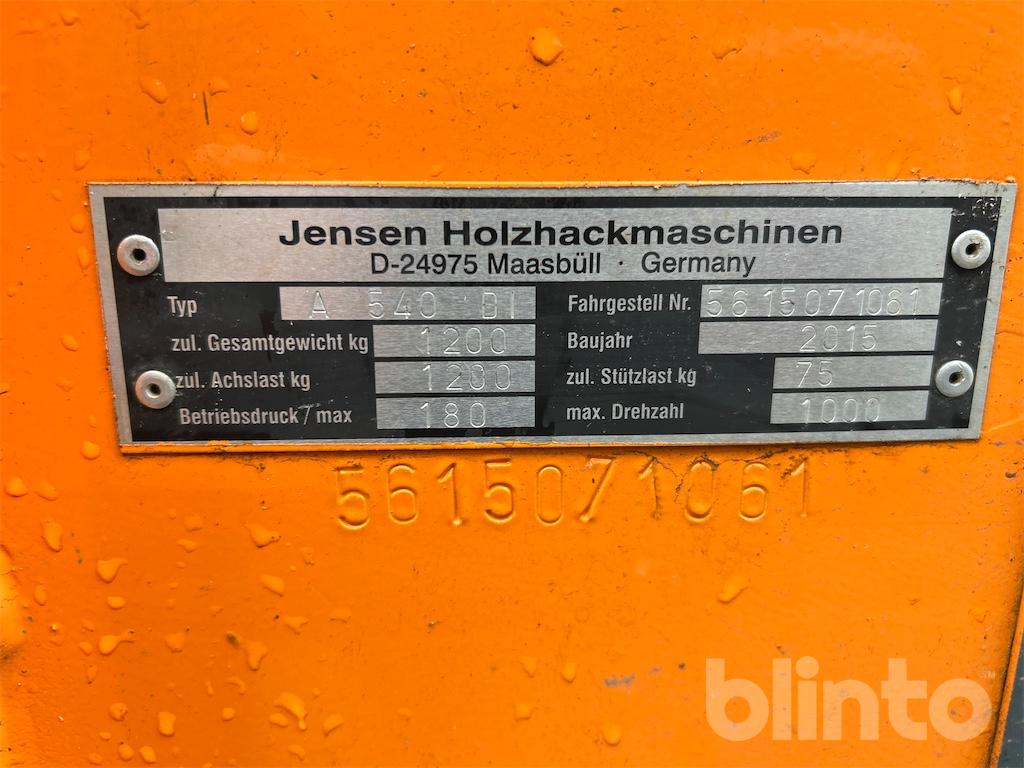 Jensen Holzhackmaschinen
D-24975 Maasbüll · Germany
Typ A 540 DI Fahrgestell Nr. 5615071061
zul. Gesamtgewicht kg 1200 Baujahr 2015
zul. Achslast kg 1200 zul. Stützlast kg 75
Betriebsdruck / max 180 max. Drehzahl 1000
5615071061
blinto